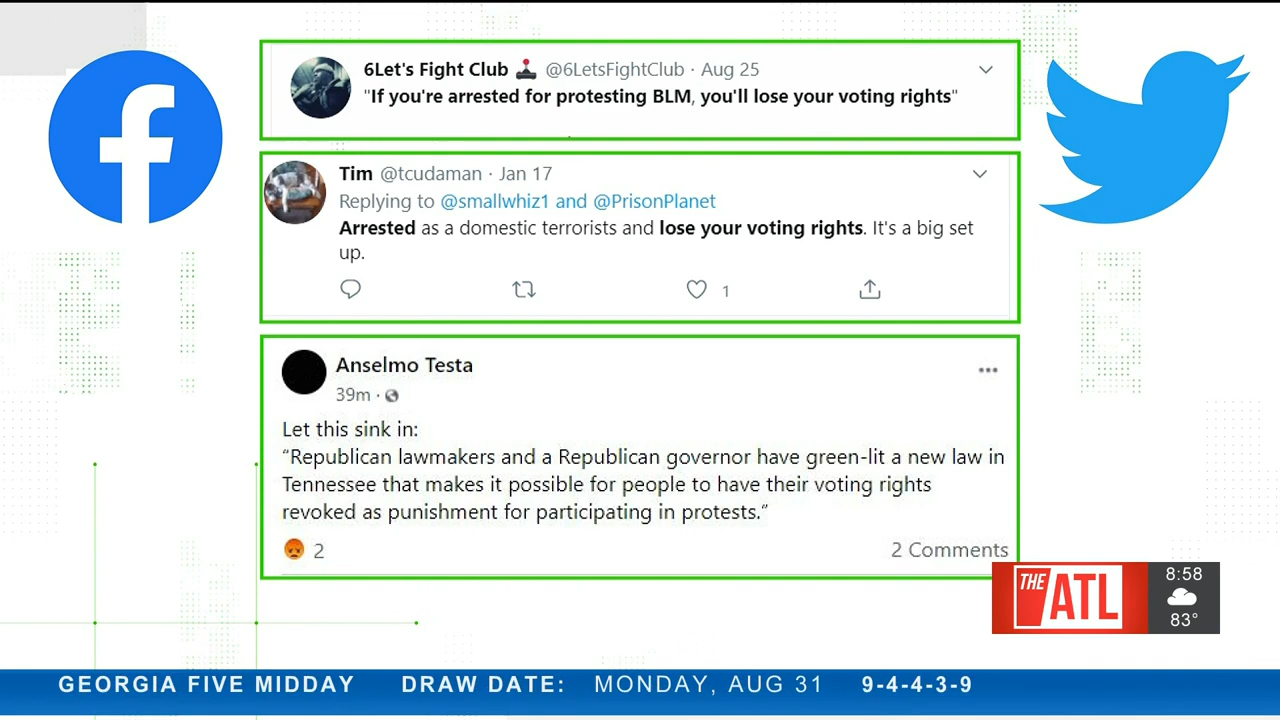 6Let's Fight Club @6LetsFightClub · Aug 25
"If you're arrested for protesting BLM, you'll lose your voting rights"
Tim @tcudaman · Jan 17
Replying to @smallwhiz1 and @PrisonPlanet
Arrested as a domestic terrorists and lose your voting rights. It's a big set
up.
1
Anselmo Testa
39m ·
Let this sink in:
“Republican lawmakers and a Republican governor have green-lit a new law in
Tennessee that makes it possible for people to have their voting rights
revoked as punishment for participating in protests.”
2
2 Comments
THE ATL
8:58
83°
GEORGIA FIVE MIDDAY DRAW DATE: MONDAY, AUG 31 9-4-4-3-9